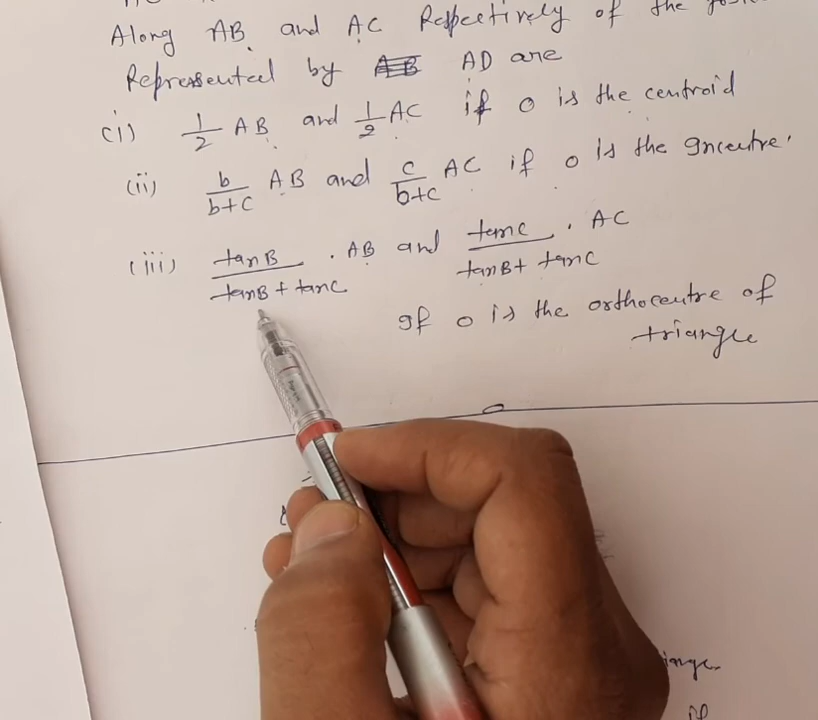 Along AB and AC Respectively of the
Represented by AD are
(i) 1/2 AB and 1/2 AC if O is the centroid
(ii) b/b+c AB and c/b+c AC if O is the Incentre.
(iii) tanB/tanB+tanC . AB and tanC/tanB+tanC . AC
If O is the orthocentre of
triangle
if